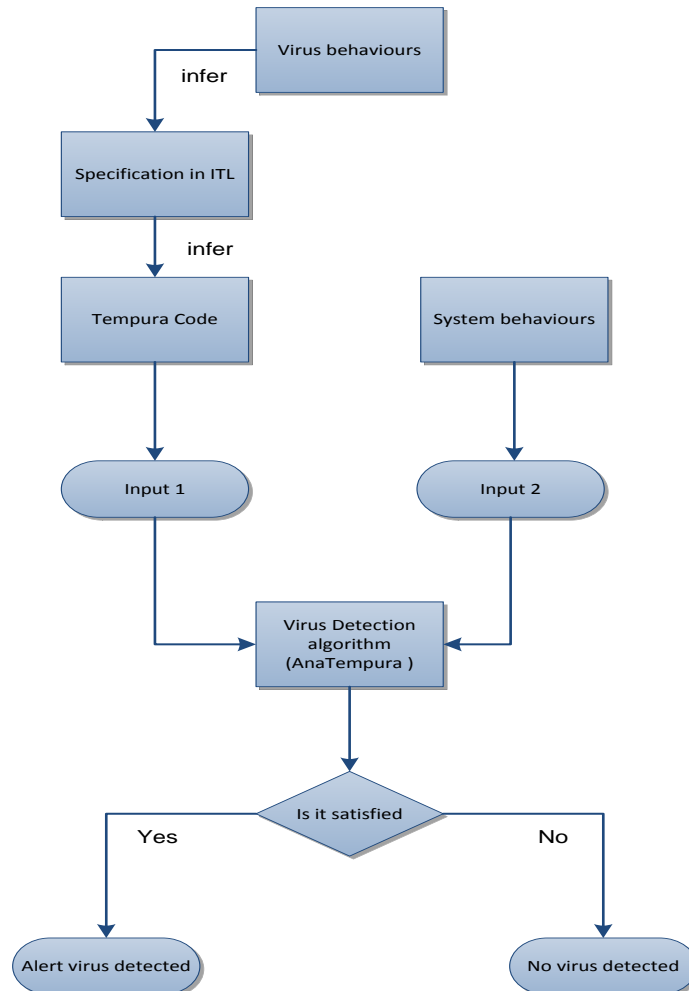 Virus behaviours
infer
Specification in ITL
infer
Tempura Code
System behaviours
Input 1
Input 2
Virus Detection
algorithm
(AnaTempura )
Is it satisfied
Yes
No
Alert virus detected
No virus detected